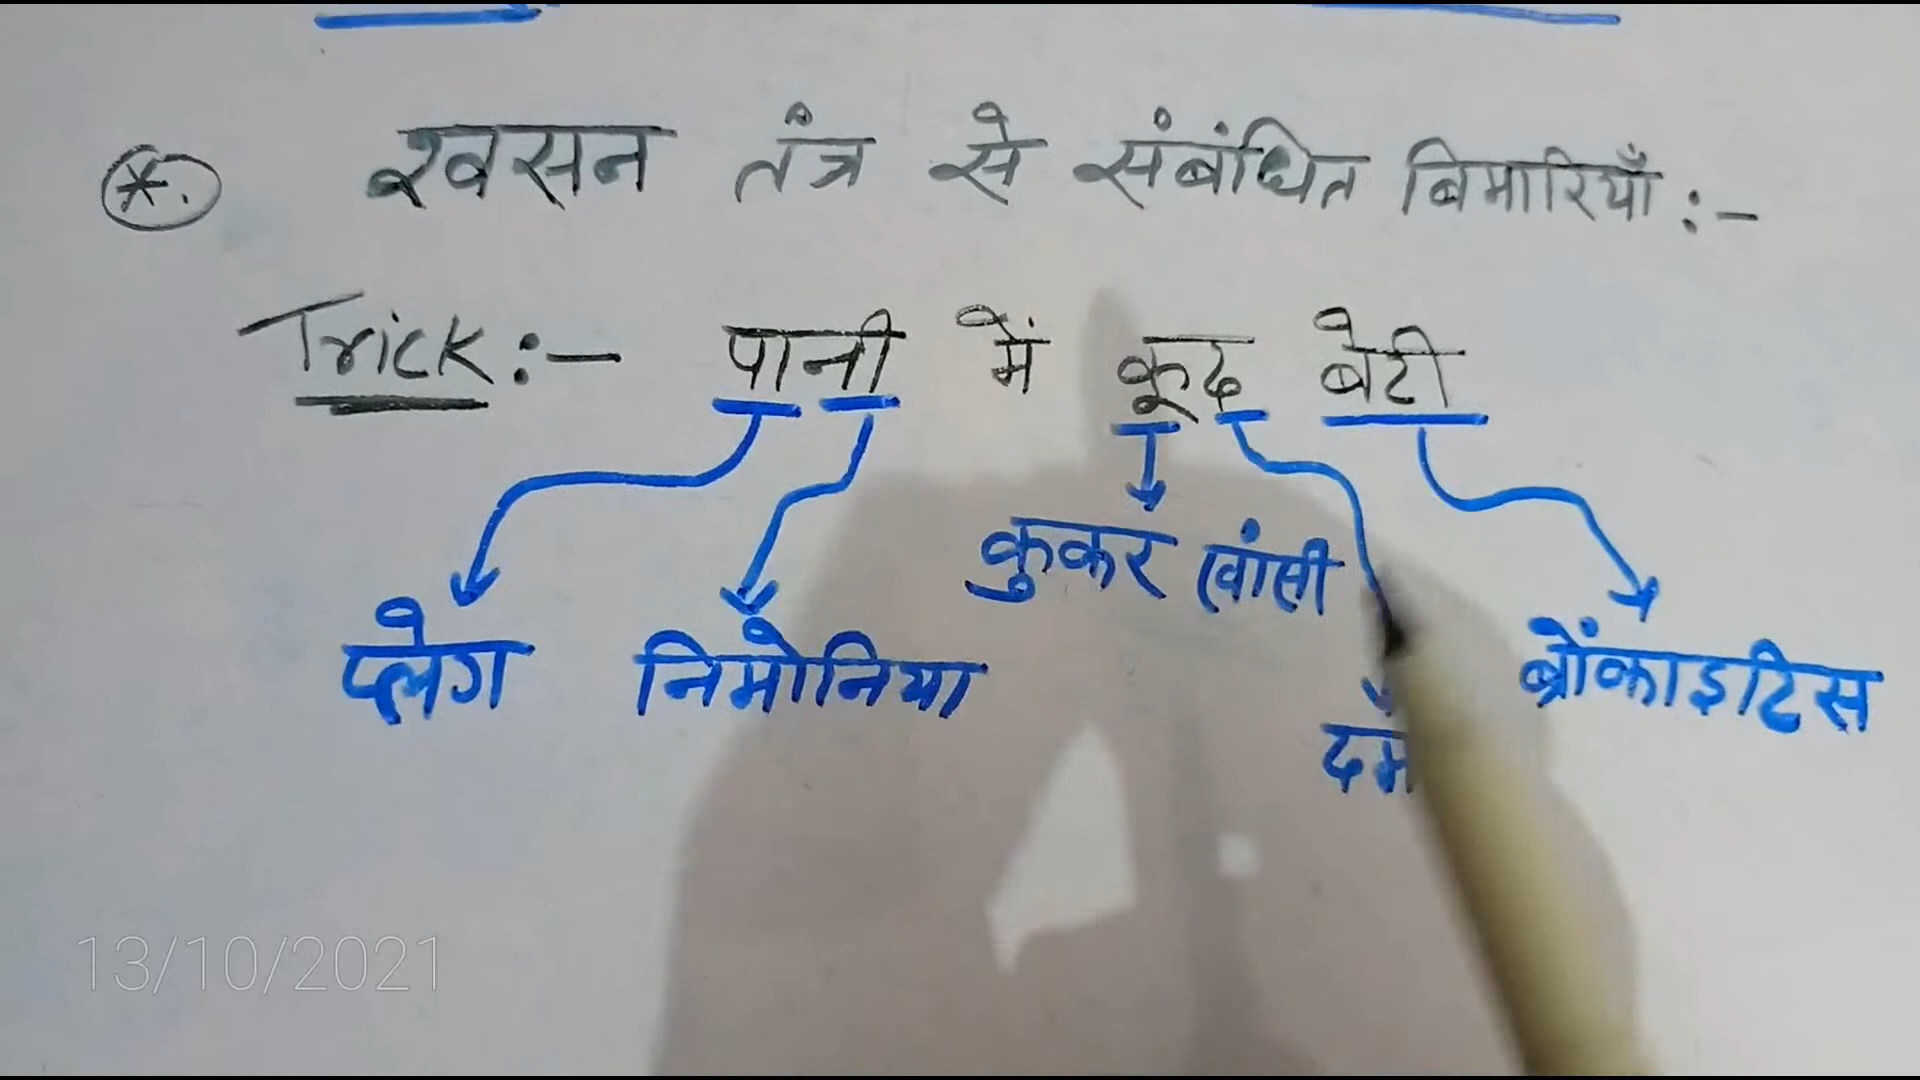 *. श्वसन तंत्र से संबंधित बिमारियाँ :-
Trick :- पानी में कूद बेटी
कुकर खांसी
प्लेग निमोनिया ब्रोंकाइटिस
13/10/2021